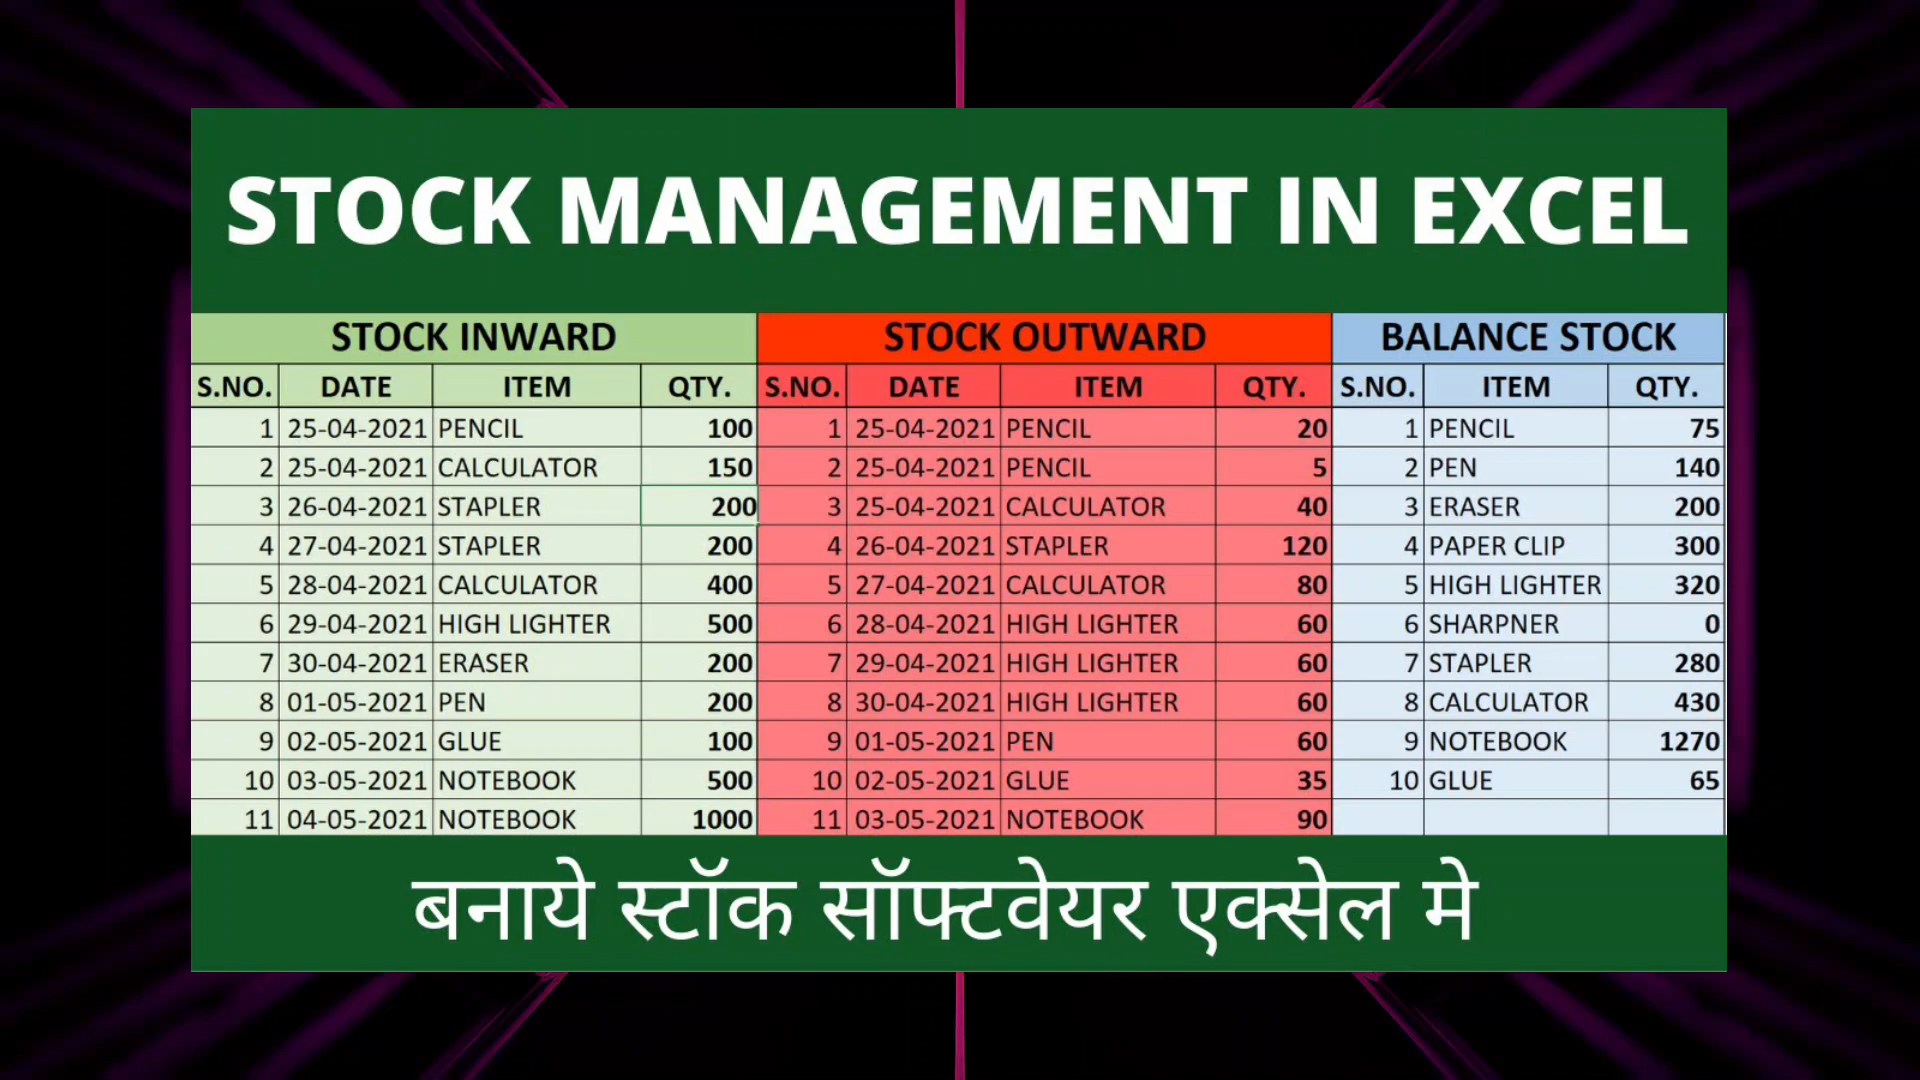 STOCK MANAGEMENT IN EXCEL
STOCK INWARD STOCK OUTWARD BALANCE STOCK
S.NO. DATE ITEM QTY. S.NO. DATE ITEM QTY. S.NO. ITEM QTY.
1 25-04-2021 PENCIL 100 1 25-04-2021 PENCIL 20 1 PENCIL 75
2 25-04-2021 CALCULATOR 150 2 25-04-2021 PENCIL 5 2 PEN 140
3 26-04-2021 STAPLER 200 3 25-04-2021 CALCULATOR 40 3 ERASER 200
4 27-04-2021 STAPLER 200 4 26-04-2021 STAPLER 120 4 PAPER CLIP 300
5 28-04-2021 CALCULATOR 400 5 27-04-2021 CALCULATOR 80 5 HIGH LIGHTER 320
6 29-04-2021 HIGH LIGHTER 500 6 28-04-2021 HIGH LIGHTER 60 6 SHARPNER 0
7 30-04-2021 ERASER 200 7 29-04-2021 HIGH LIGHTER 60 7 STAPLER 280
8 01-05-2021 PEN 200 8 30-04-2021 HIGH LIGHTER 60 8 CALCULATOR 430
9 02-05-2021 GLUE 100 9 01-05-2021 PEN 60 9 NOTEBOOK 1270
10 03-05-2021 NOTEBOOK 500 10 02-05-2021 GLUE 35 10 GLUE 65
11 04-05-2021 NOTEBOOK 1000 11 03-05-2021 NOTEBOOK 90
बनाये स्टॉक सॉफ्टवेयर एक्सेल मे